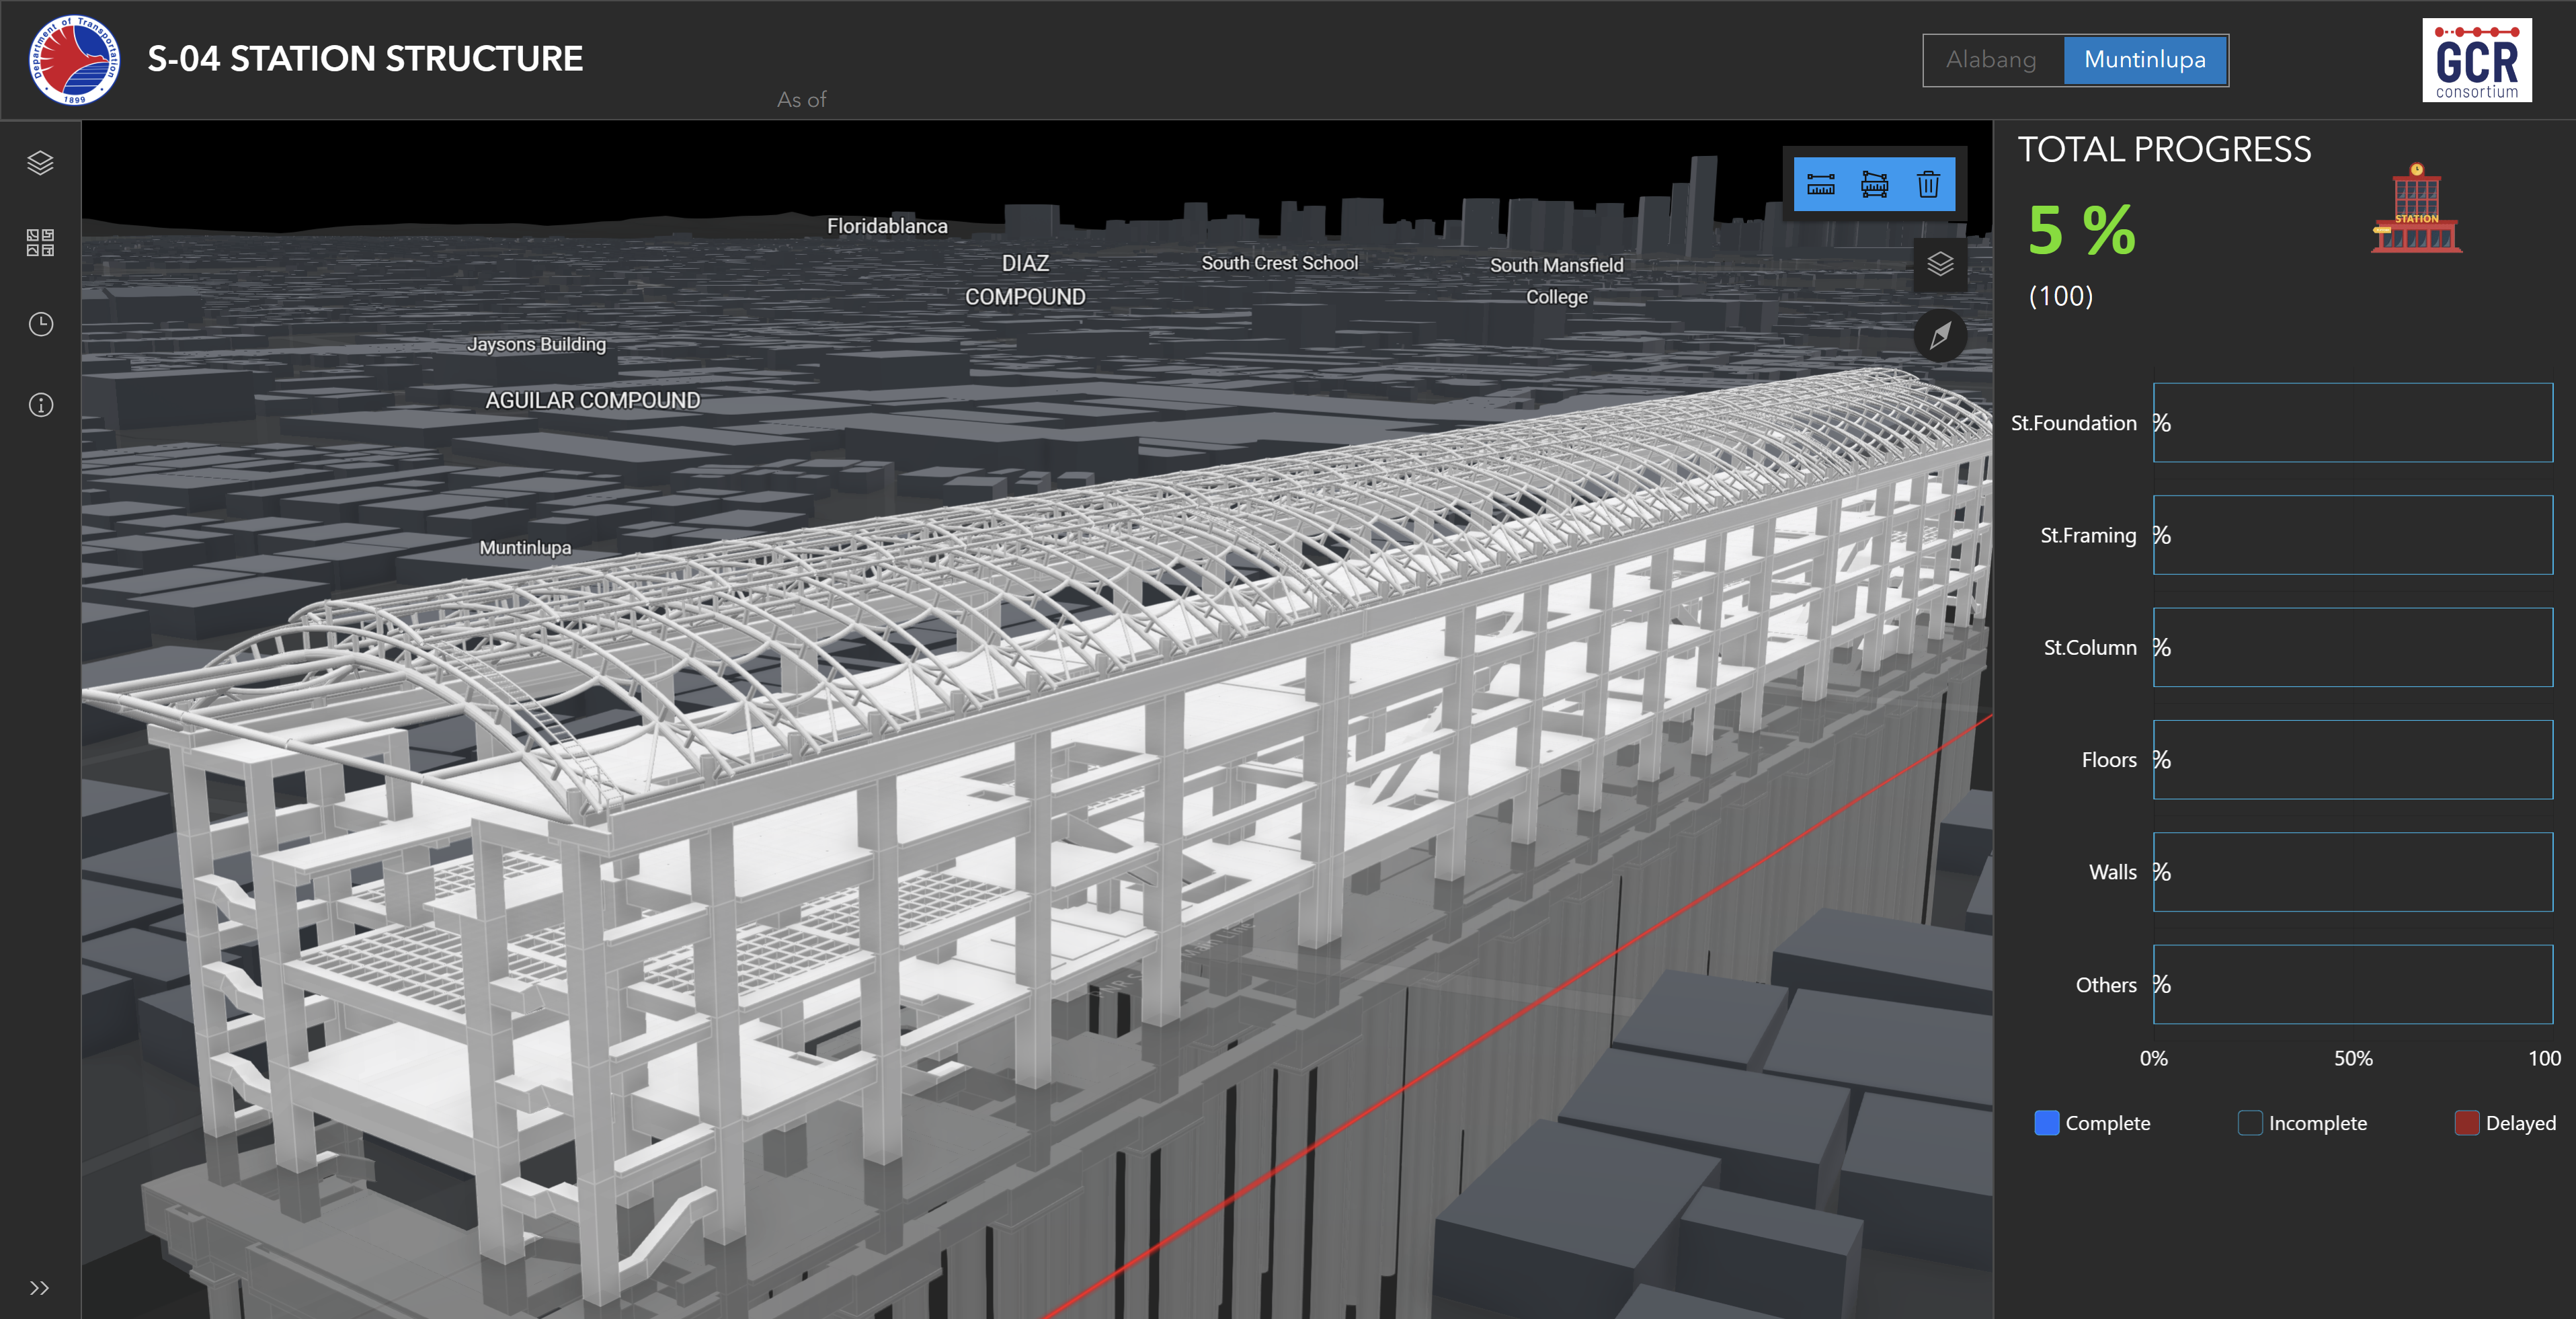 Department of Transportation
1899
S-04 STATION STRUCTURE
As of
Alabang
Muntinlupa
GCR
consortium
Floridablanca
DIAZ
COMPOUND
South Crest School
South Mansfield
College
Jaysons Building
AGUILAR COMPOUND
Muntinlupa
TOTAL PROGRESS
5 %
(100)
STATION
St.Foundation %
St.Framing %
St.Column %
Floors %
Walls %
Others %
0% 50% 100
Complete Incomplete Delayed